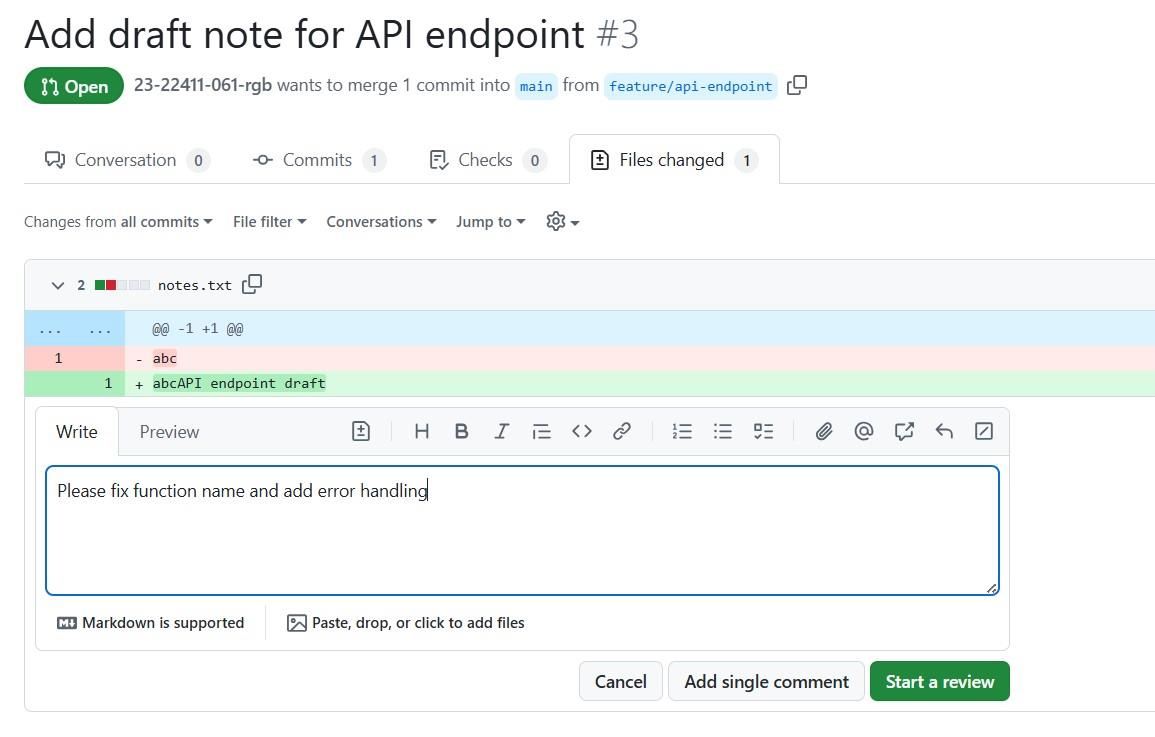 Add draft note for API endpoint #3
Open 23-22411-061-rgb wants to merge 1 commit into main from feature/api-endpoint
Conversation 0 Commits 1 Checks 0 Files changed 1
Changes from all commits File filter Conversations Jump to
2 notes.txt
... ... @@ -1 +1 @@
1 - abc
1 + abcAPI endpoint draft
Write Preview
Please fix function name and add error handling
Markdown is supported Paste, drop, or click to add files
Cancel Add single comment Start a review